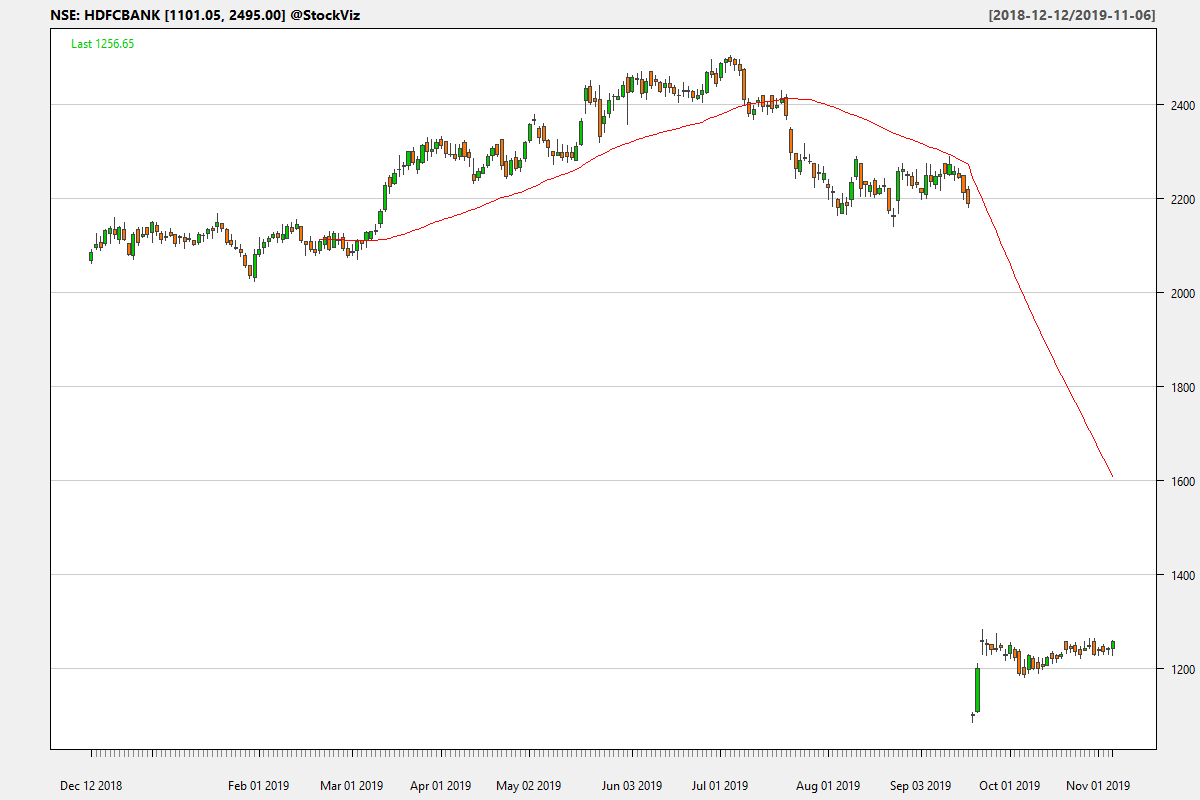 NSE: HDFCBANK [1101.05, 2495.00] @StockViz [2018-12-12/2019-11-06]
Last 1256.65
2400
2200
2000
1800
1600
1400
1200
Dec 12 2018 Feb 01 2019 Mar 01 2019 Apr 01 2019 May 02 2019 Jun 03 2019 Jul 01 2019 Aug 01 2019 Sep 03 2019 Oct 01 2019 Nov 01 2019